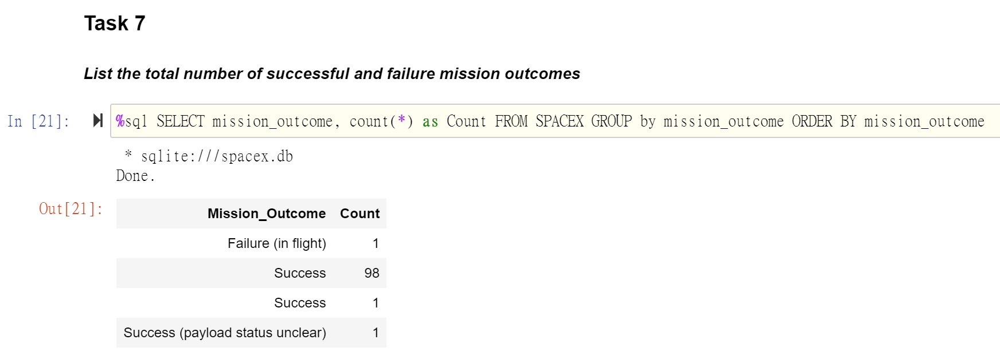 Task 7
List the total number of successful and failure mission outcomes
In [21]: %sql SELECT mission_outcome, count(*) as Count FROM SPACEX GROUP by mission_outcome ORDER BY mission_outcome
* sqlite:///spacex.db
Done.
Out[21]:
Mission_Outcome Count
Failure (in flight) 1
Success 98
Success 1
Success (payload status unclear) 1